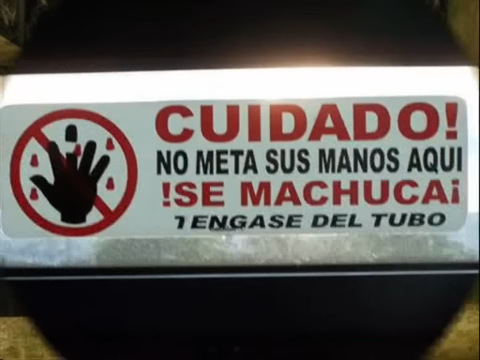 CUIDADO!
NO META SUS MANOS AQUI
!SE MACHUCA¡
TENGASE DEL TUBO